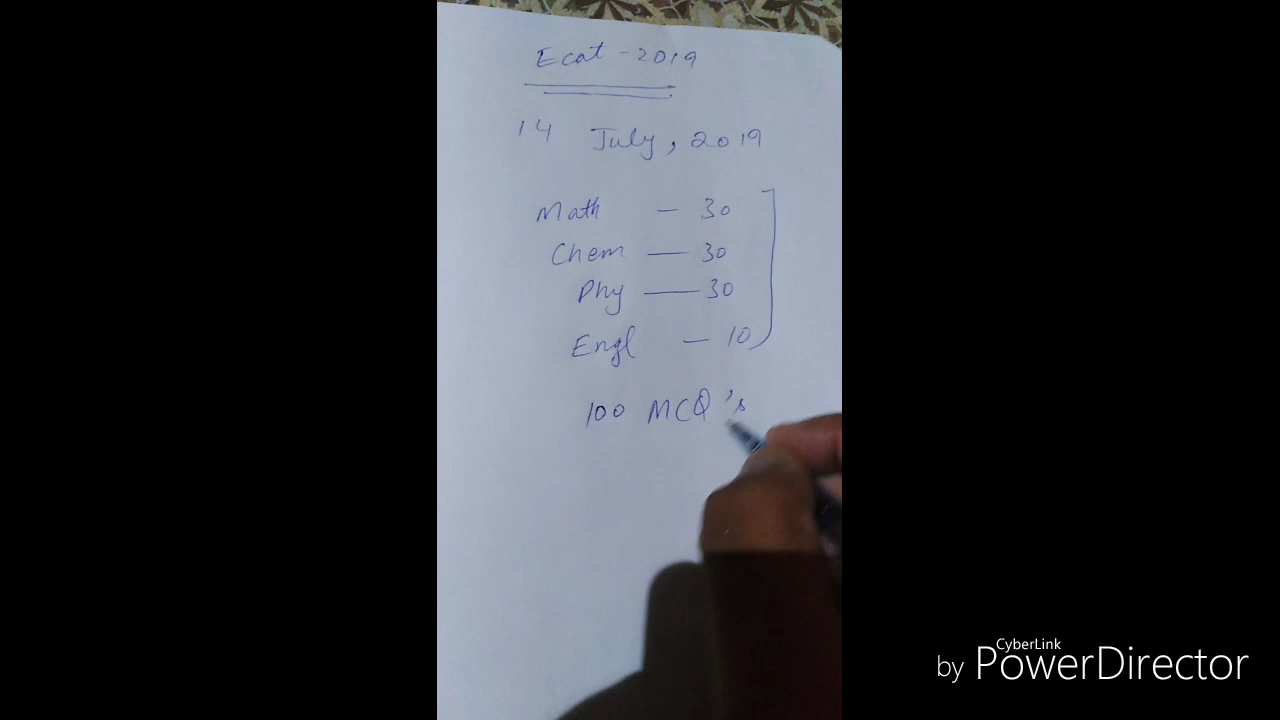 Ecat - 2019
14 July, 2019
Math — 30
Chem — 30
Phy — 30
Engl — 10
100 MCQ's
CyberLink
by PowerDirector